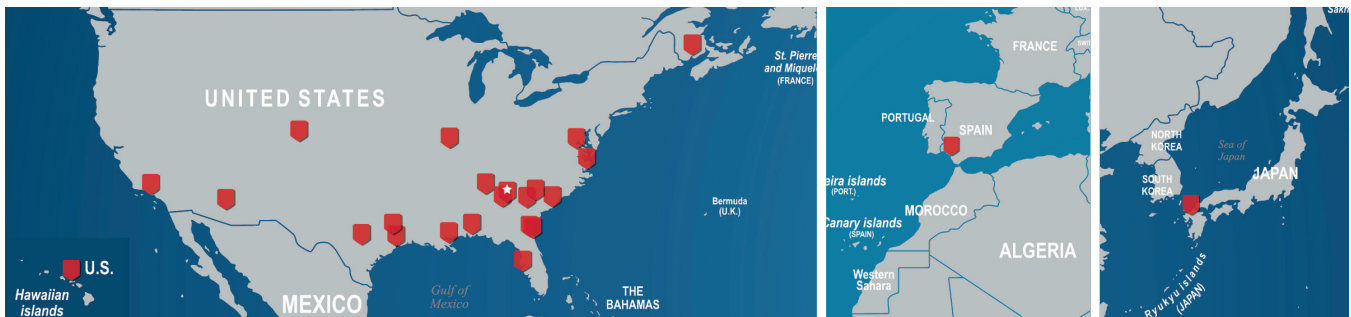 UNITED STATES
St. Pierre
and Miquelon
(FRANCE)
Bermuda
(U.K.)
U.S.
Hawaiian
islands
MEXICO
Gulf of
Mexico
THE
BAHAMAS
FRANCE
PORTUGAL
SPAIN
eira islands
(PORT.)
Canary islands
(SPAIN)
MOROCCO
ALGERIA
Western
Sahara
Sakh
NORTH
KOREA
Sea of
Japan
SOUTH
KOREA
JAPAN
Ryukyu islands
(JAPAN)